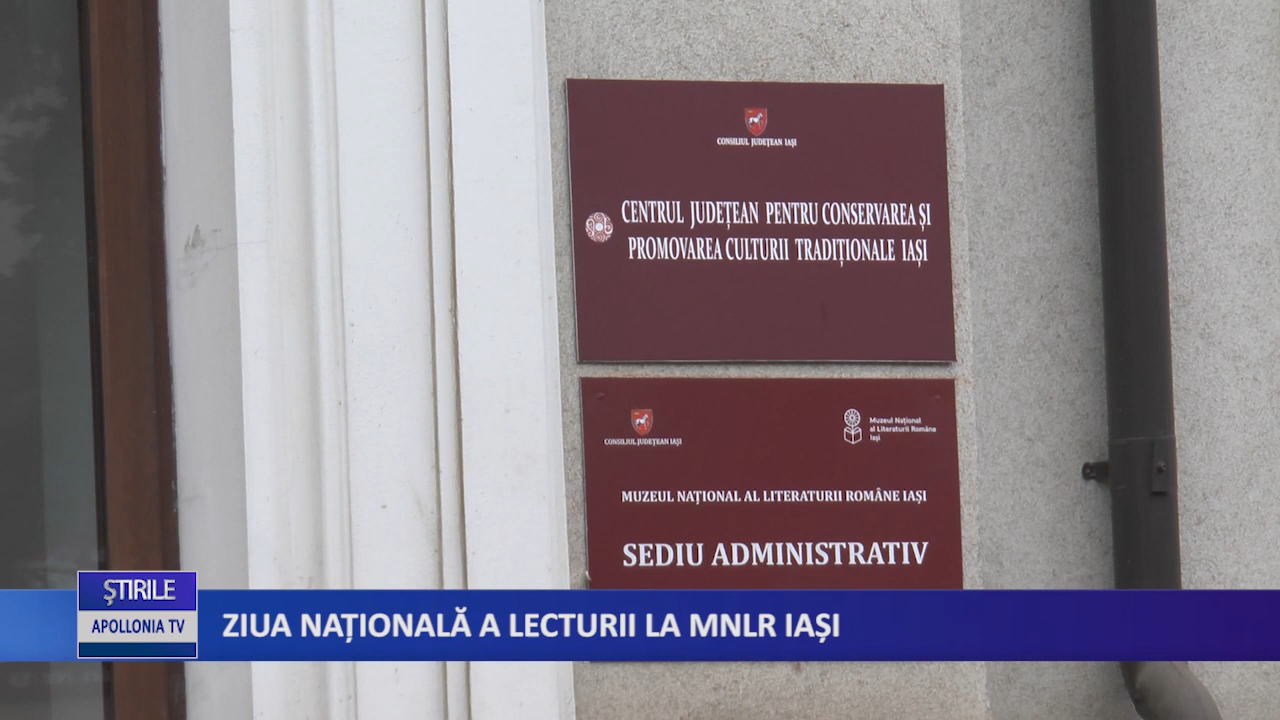 CONSILIUL JUDEȚEAN IAȘI
CENTRUL JUDEȚEAN PENTRU CONSERVAREA ȘI
PROMOVAREA CULTURII TRADIȚIONALE IAȘI
CONSILIUL JUDEȚEAN IAȘI
Muzeul Național
al Literaturii Române
Iași
MUZEUL NAȚIONAL AL LITERATURII ROMÂNE IAȘI
SEDIU ADMINISTRATIV
ȘTIRILE
APOLLONIA TV
ZIUA NAȚIONALĂ A LECTURII LA MNLR IAȘI